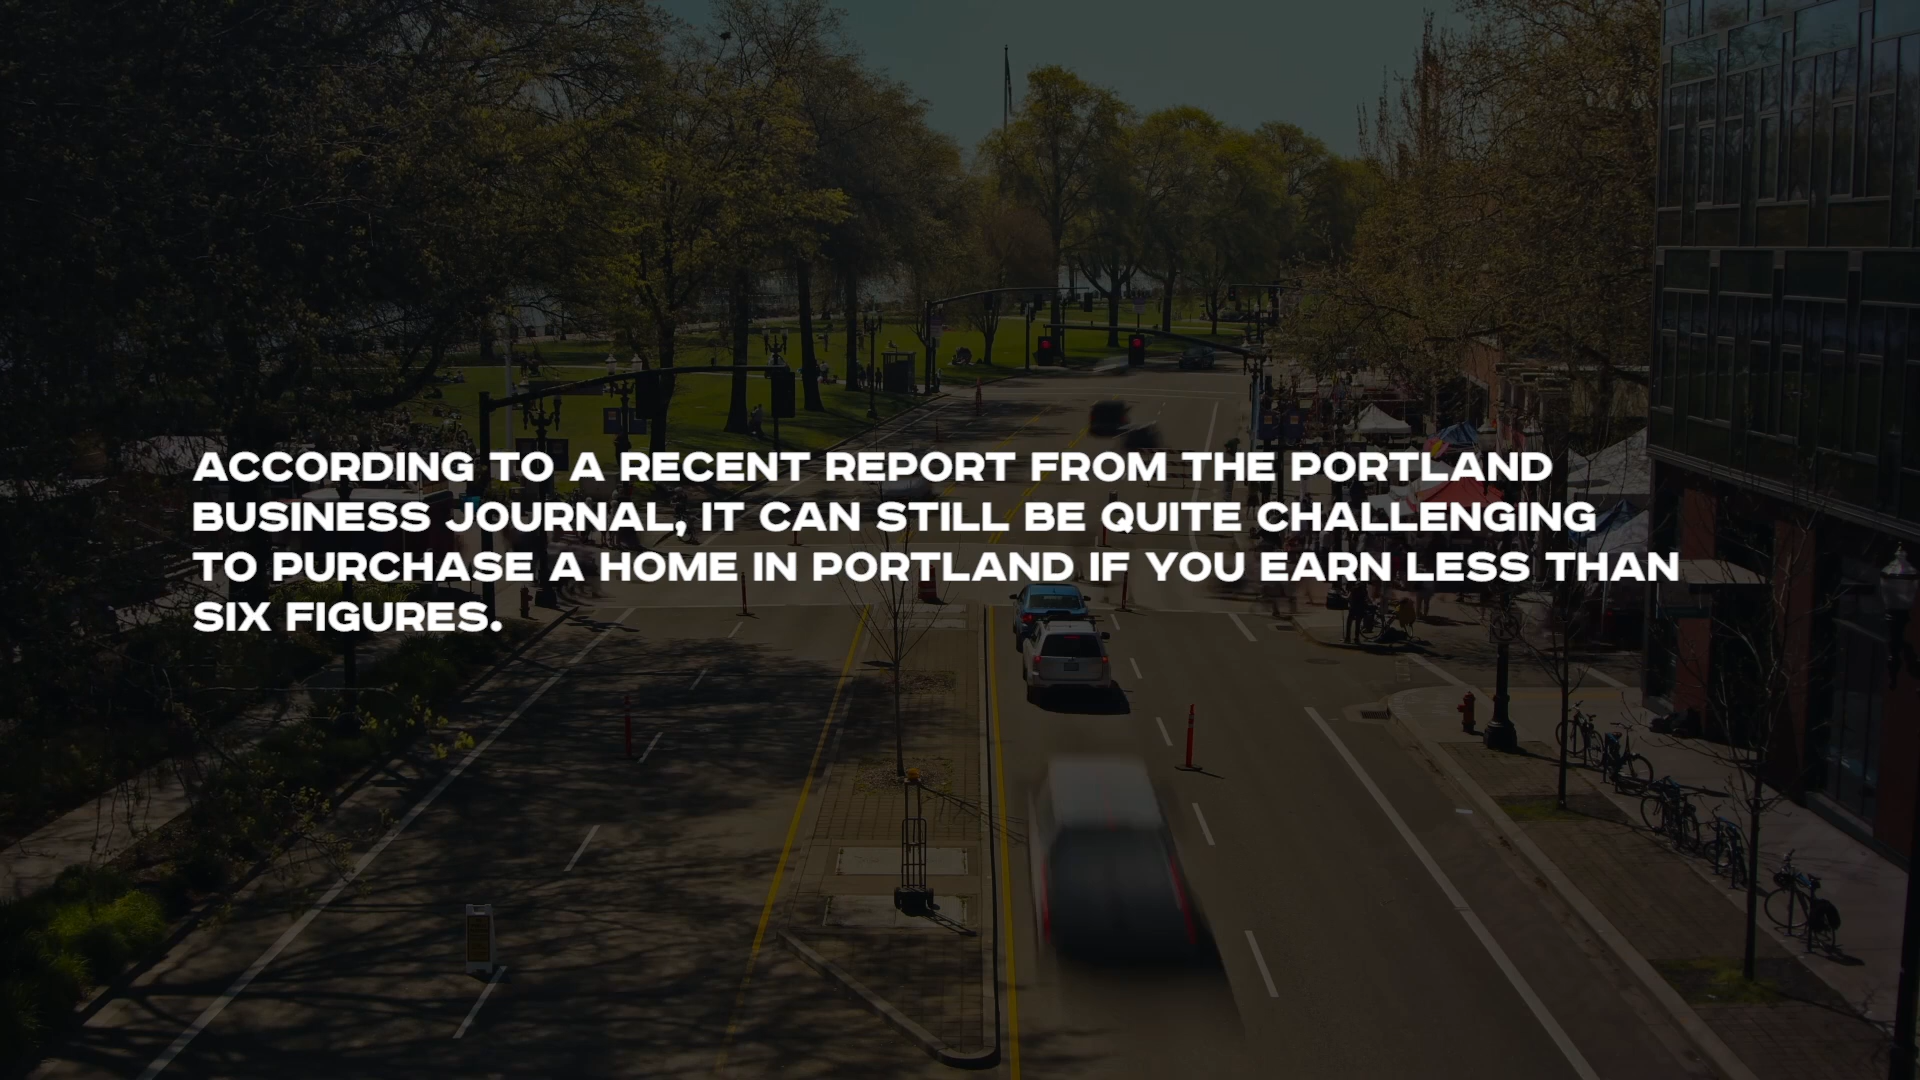 ACCORDING TO A RECENT REPORT FROM THE PORTLAND
BUSINESS JOURNAL, IT CAN STILL BE QUITE CHALLENGING
TO PURCHASE A HOME IN PORTLAND IF YOU EARN LESS THAN
SIX FIGURES.